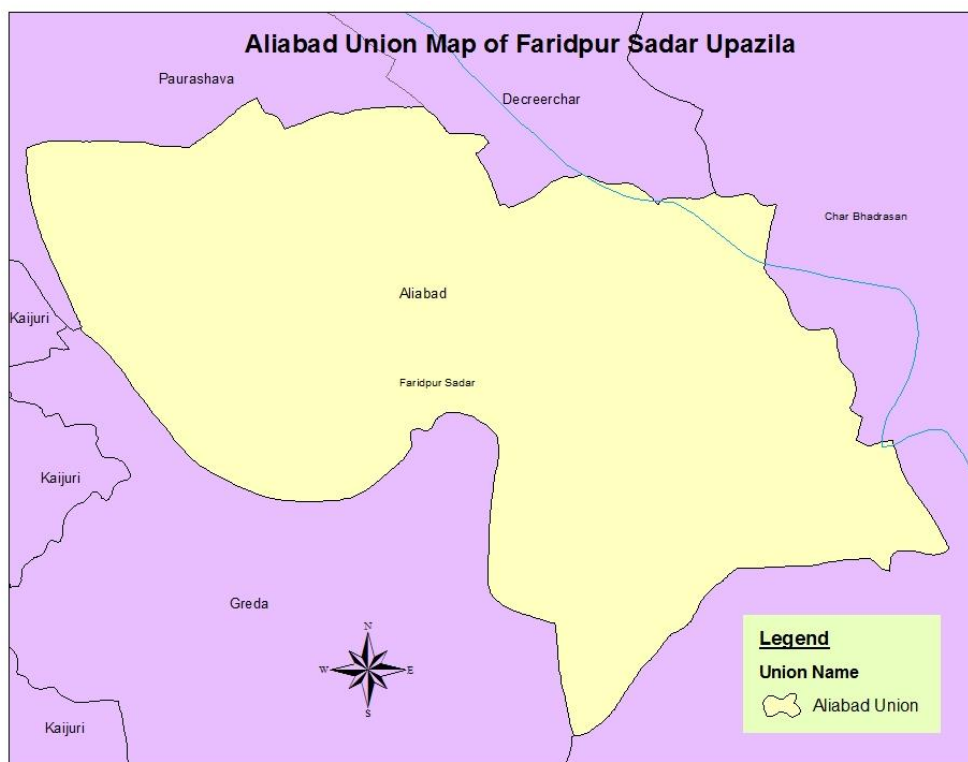 Aliabad Union Map of Faridpur Sadar Upazila
Paurashava
Decreerchar
Char Bhadrasan
Aliabad
Kaijuri
Faridpur Sadar
Kaijuri
Greda
N
W
E
S
Kaijuri
Legend
Union Name
Aliabad Union